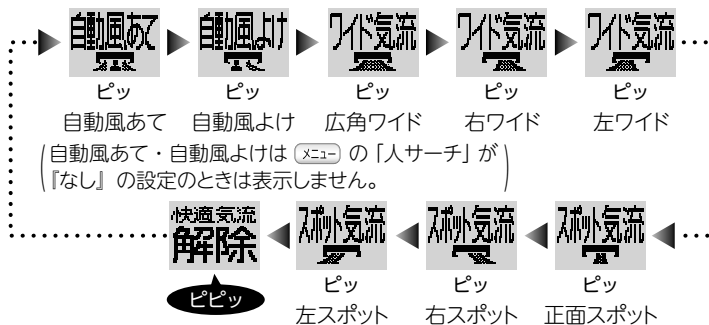 自動風あて 自動風よけ ワイド気流 ワイド気流 ワイド気流
ピッ ピッ ピッ ピッ ピッ
自動風あて 自動風よけ 広角ワイド 右ワイド 左ワイド
(自動風あて・自動風よけは メニュー の「人サーチ」が
『なし』の設定のときは表示しません。)
快適気流
解除 スポット気流 スポット気流 スポット気流
ピピッ ピッ ピッ ピッ
左スポット 右スポット 正面スポット